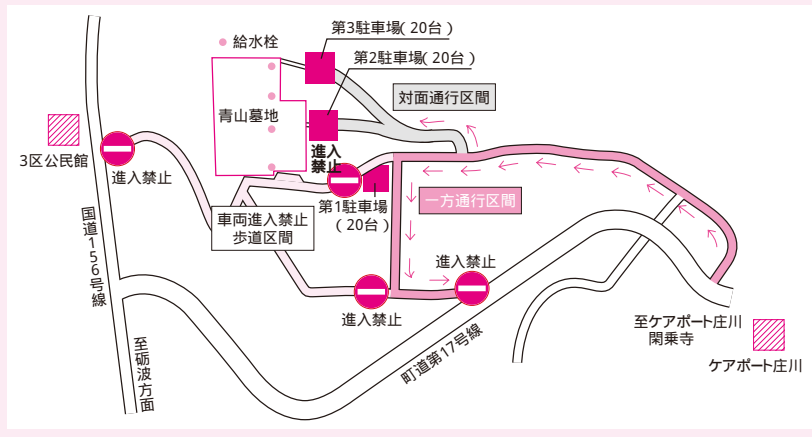 第3駐車場(20台)
給水栓
第2駐車場(20台)
対面通行区間
青山墓地
進入
禁止
3区公民館
進入禁止
一方通行区間
第1駐車場
(20台)
車両進入禁止
歩道区間
国道156号線
進入禁止
進入禁止
至ケアポート庄川
閑乗寺
至砺波方面
町道第17号線
ケアポート庄川